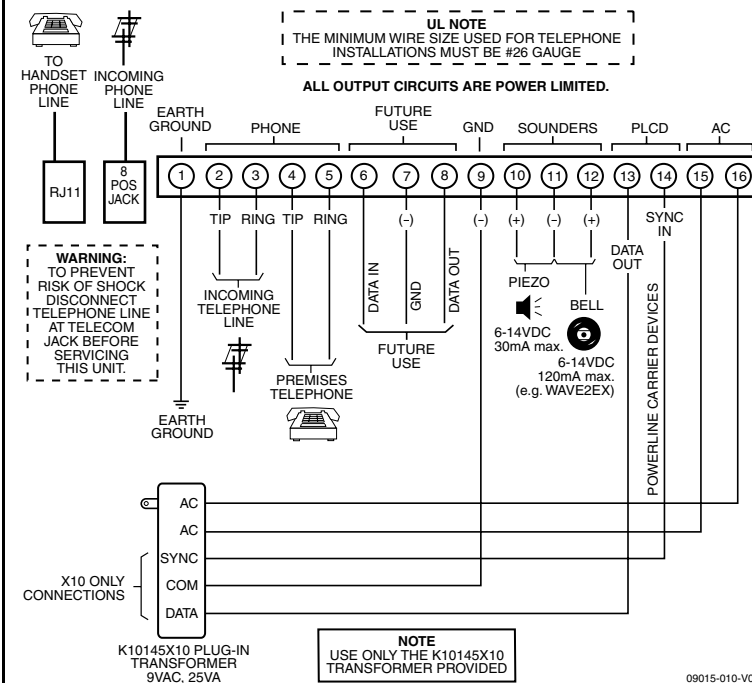 UL NOTE
THE MINIMUM WIRE SIZE USED FOR TELEPHONE
INSTALLATIONS MUST BE #26 GAUGE
ALL OUTPUT CIRCUITS ARE POWER LIMITED.
TO
HANDSET
PHONE
LINE
INCOMING
PHONE
LINE
RJ11
8
POS
JACK
EARTH
GROUND
PHONE
FUTURE
USE
GND
SOUNDERS
PLCD
AC
1 2 3 4 5 6 7 8 9 10 11 12 13 14 15 16
TIP RING TIP RING
(-)
(-)
(+) (-) (+)
SYNC
IN
DATA
OUT
DATA IN
GND
DATA OUT
FUTURE
USE
INCOMING
TELEPHONE
LINE
PREMISES
TELEPHONE
PIEZO
6-14VDC
30mA max.
BELL
6-14VDC
120mA max.
(e.g. WAVE2EX)
POWERLINE CARRIER DEVICES
WARNING:
TO PREVENT
RISK OF SHOCK
DISCONNECT
TELEPHONE LINE
AT TELECOM
JACK BEFORE
SERVICING
THIS UNIT.
EARTH
GROUND
AC
AC
SYNC
COM
DATA
X10 ONLY
CONNECTIONS
K10145X10 PLUG-IN
TRANSFORMER
9VAC, 25VA
NOTE
USE ONLY THE K10145X10
TRANSFORMER PROVIDED
09015-010-V0